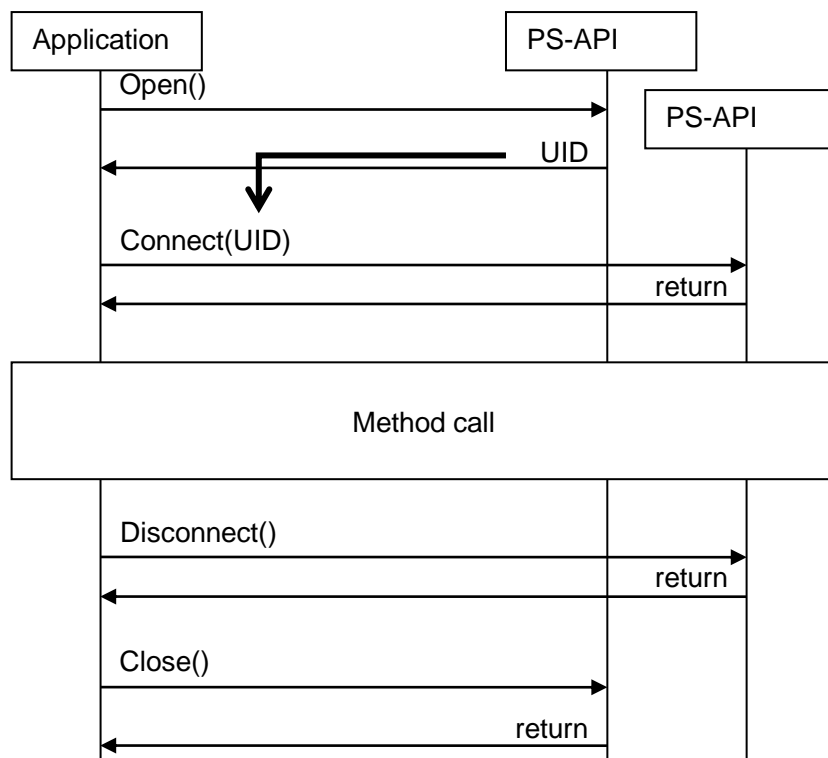 Application
PS-API
Open()
PS-API
UID
Connect(UID)
return
Method call
Disconnect()
return
Close()
return